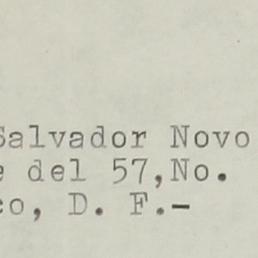 Salvador Novo
e del 57,No.
co, D. F.-